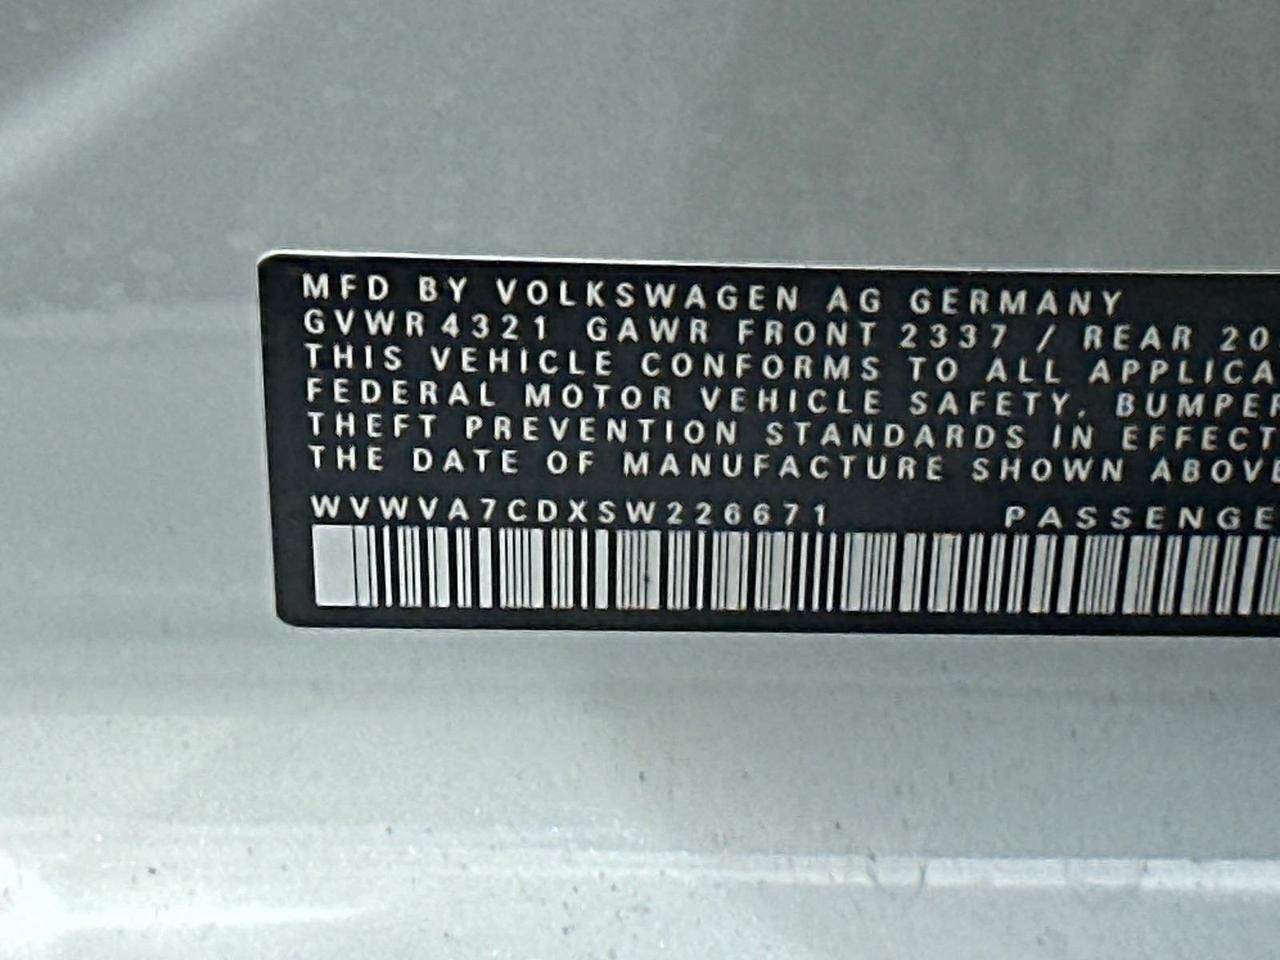 MFD BY VOLKSWAGEN AG GERMANY
GVWR 4321 GAWR FRONT 2337 / REAR 20
THIS VEHICLE CONFORMS TO ALL APPLICA
FEDERAL MOTOR VEHICLE SAFETY, BUMPER
THEFT PREVENTION STANDARDS IN EFFECT
THE DATE OF MANUFACTURE SHOWN ABOVE
WVWVA7CDXSW226671 PASSENGE